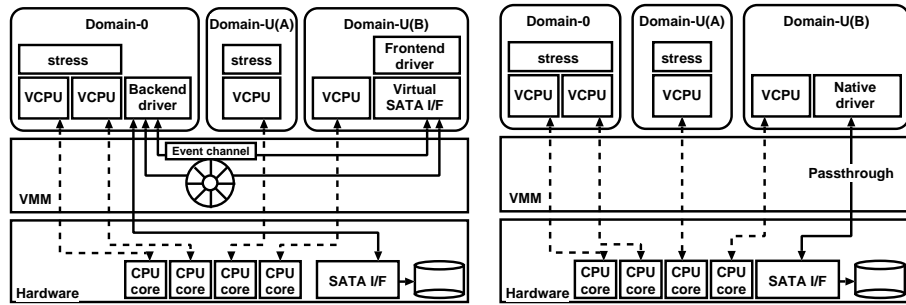 Domain-0
Domain-U(A)
Domain-U(B)
stress
stress
Frontend
driver
VCPU
VCPU
Backend
driver
VCPU
VCPU
Virtual
SATA I/F
Event channel
VMM
CPU
core
CPU
core
CPU
core
CPU
core
SATA I/F
Hardware
Domain-0
Domain-U(A)
Domain-U(B)
stress
stress
VCPU
VCPU
VCPU
VCPU
Native
driver
Passthrough
VMM
CPU
core
CPU
core
CPU
core
CPU
core
SATA I/F
Hardware